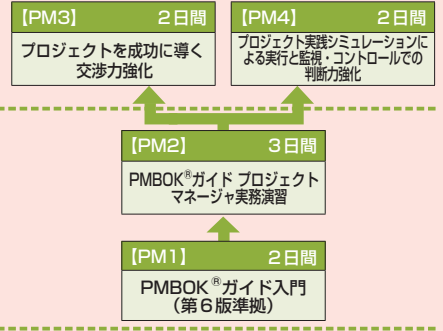 【PM3】 2日間
プロジェクトを成功に導く
交渉力強化
【PM4】 2日間
プロジェクト実践シミュレーションに
よる実行と監視・コントロールでの
判断力強化
【PM2】 3日間
PMBOK®ガイド プロジェクト
マネージャ実務演習
【PM1】 2日間
PMBOK®ガイド入門
（第6版準拠）